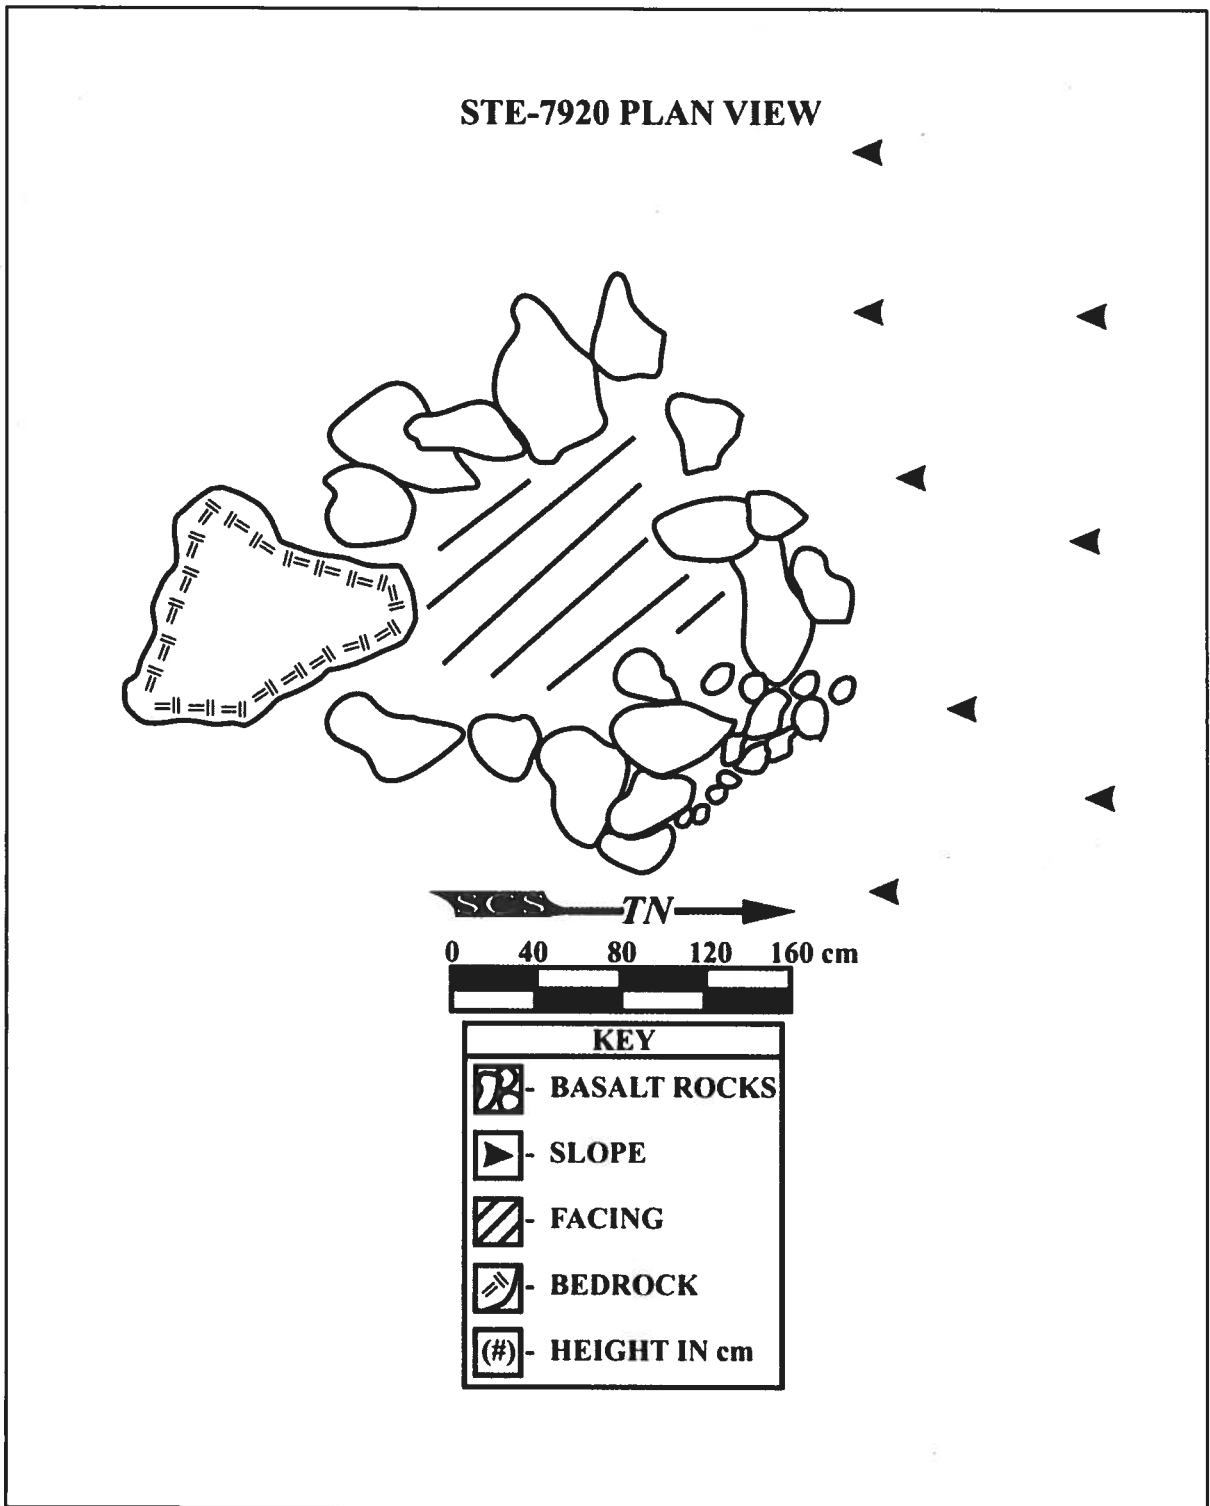 STE-7920 PLAN VIEW
SCS TN
0 40 80 120 160 cm
KEY
- BASALT ROCKS
- SLOPE
- FACING
- BEDROCK
(#) - HEIGHT IN cm